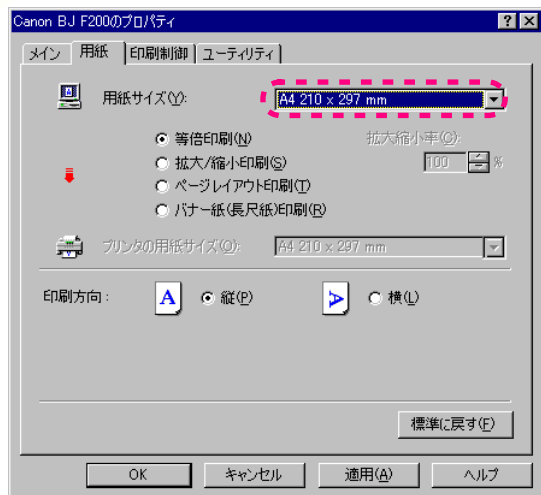 Canon BJ F200のプロパティ
メイン 用紙 印刷制御 ユーティリティ
用紙サイズ(Y): A4 210 x 297 mm
等倍印刷(N) 拡大縮小率(C):
拡大/縮小印刷(S) 100 %
ページレイアウト印刷(T)
バナー紙(長尺紙)印刷(R)
プリンタの用紙サイズ(O): A4 210 x 297 mm
印刷方向: A 縦(P) A 横(L)
標準に戻す(F)
OK キャンセル 適用(A) ヘルプ